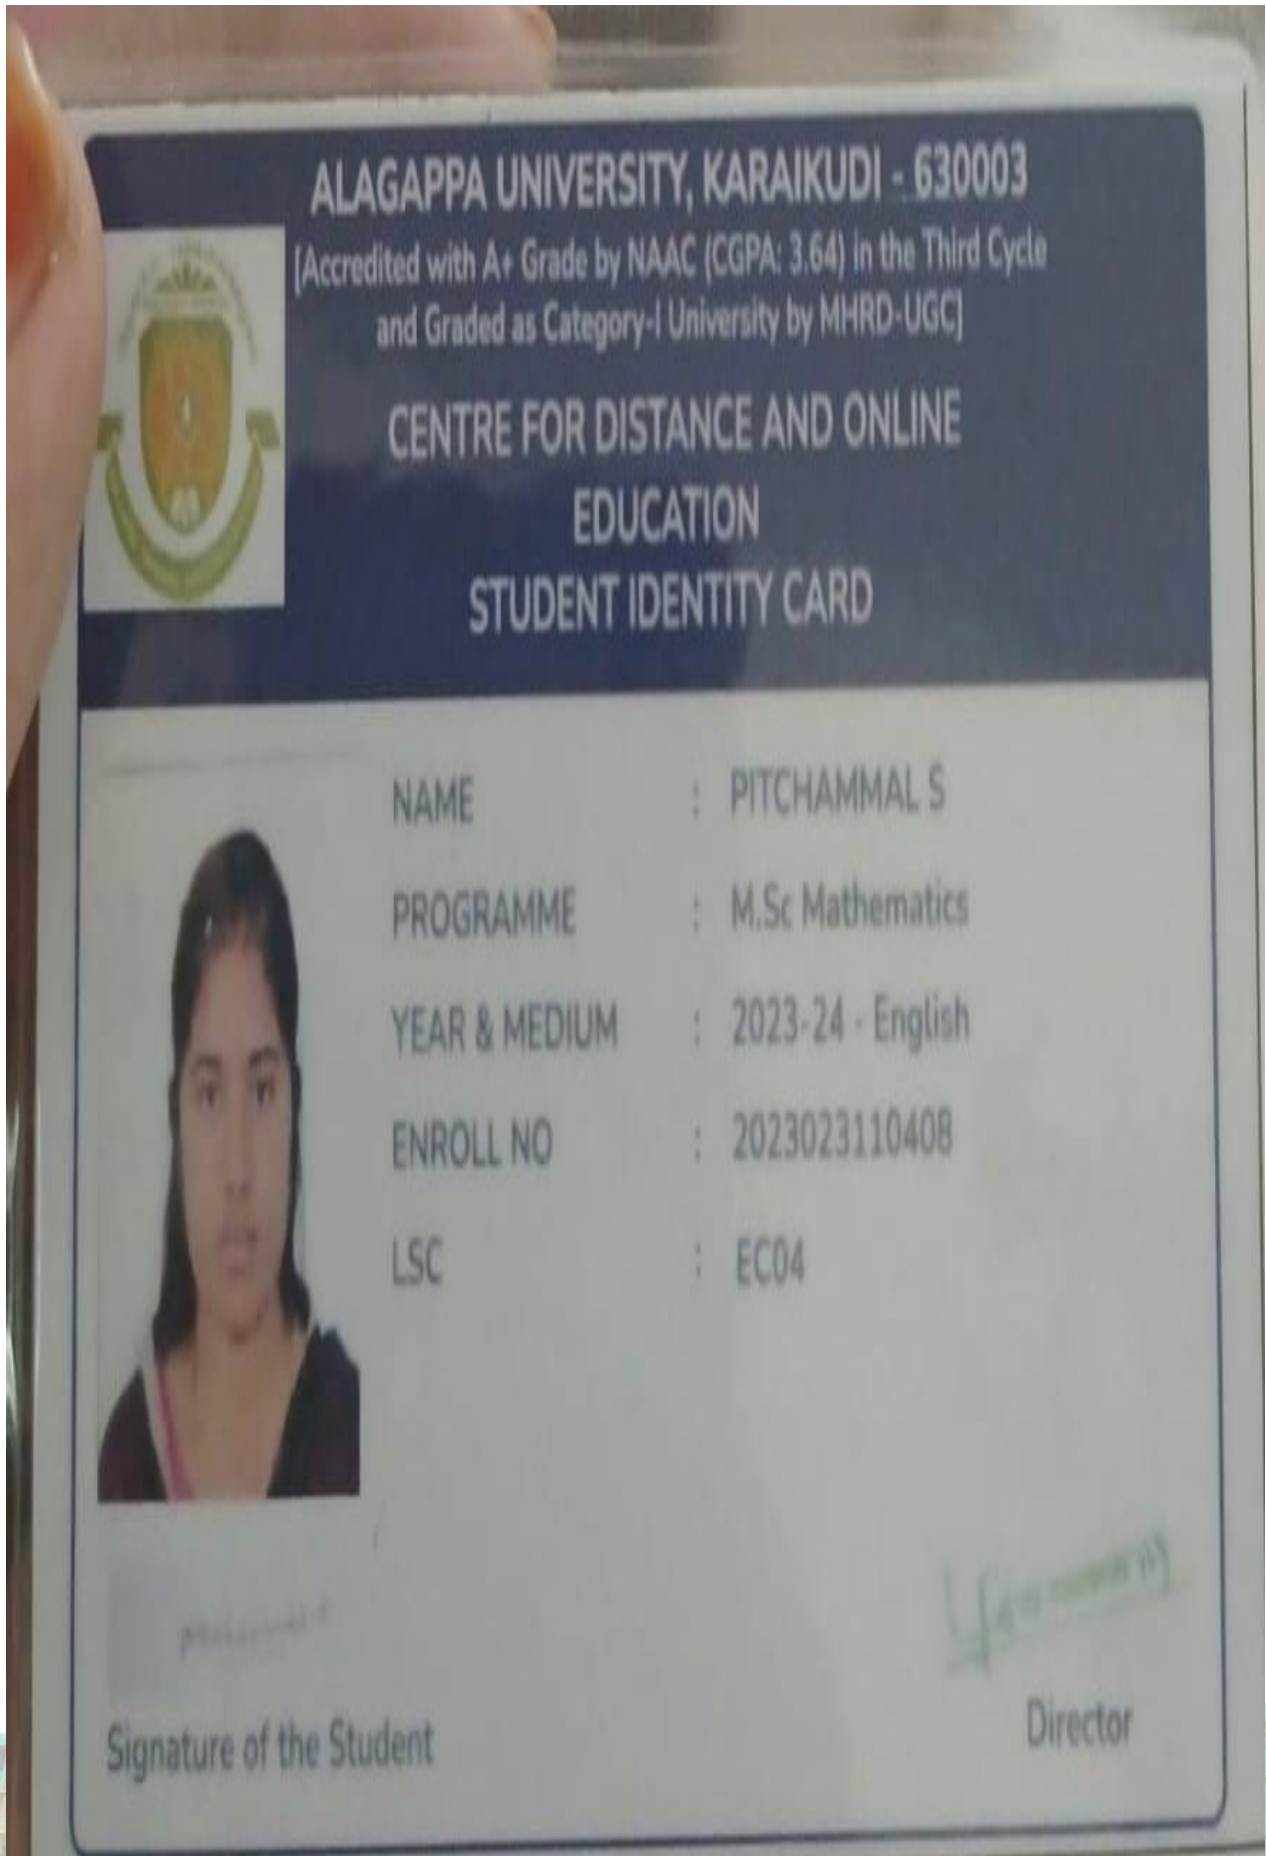 ALAGAPPA UNIVERSITY, KARAIKUDI - 630003
[Accredited with A+ Grade by NAAC (CGPA: 3.64) in the Third Cycle
and Graded as Category-I University by MHRD-UGC]
CENTRE FOR DISTANCE AND ONLINE
EDUCATION
STUDENT IDENTITY CARD
NAME : PITCHAMMAL S
PROGRAMME : M.Sc Mathematics
YEAR & MEDIUM : 2023-24 - English
ENROLL NO : 2023023110408
LSC : EC04
Signature of the Student
Director